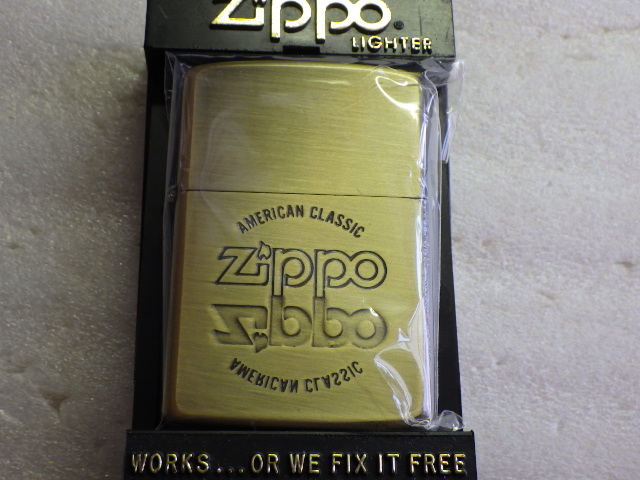 Zippo
LIGHTER
AMERICAN CLASSIC
Zippo
Zippo
AMERICAN CLASSIC
WORKS...OR WE FIX IT FREE